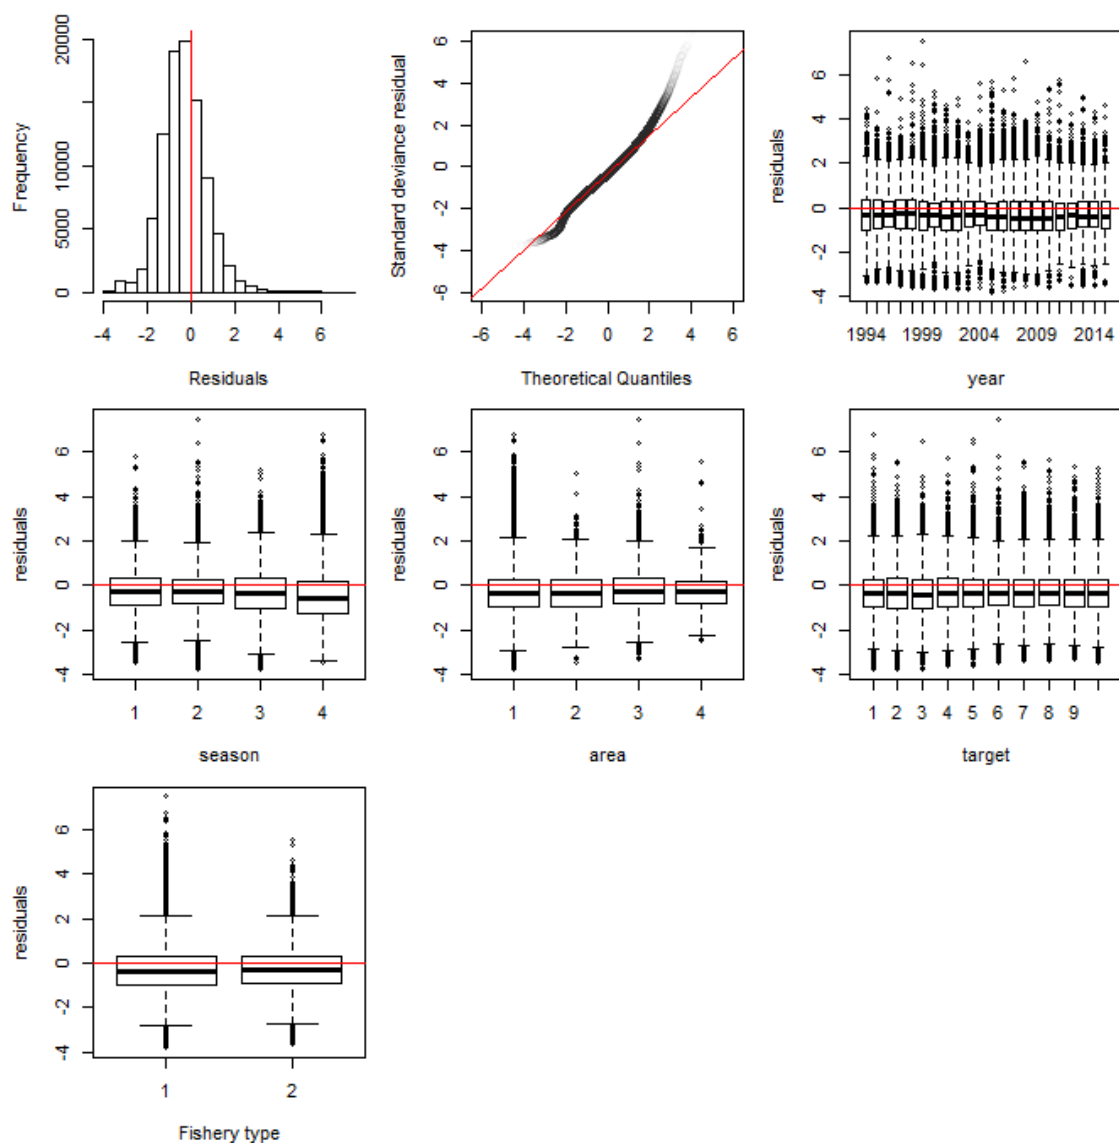 Frequency
0 5000 10000 20000
-4 -2 0 2 4 6
Residuals
Standard deviance residual
-6 -4 -2 0 2 4 6
-6 -4 -2 0 2 4 6
Theoretical Quantiles
residuals
-4 -2 0 2 4 6
1994 1999 2004 2009 2014
year
residuals
-4 -2 0 2 4 6
1 2 3 4
season
residuals
-4 -2 0 2 4 6
1 2 3 4
area
residuals
-4 -2 0 2 4 6
1 2 3 4 5 6 7 8 9
target
residuals
-4 -2 0 2 4 6
1 2
Fishery type